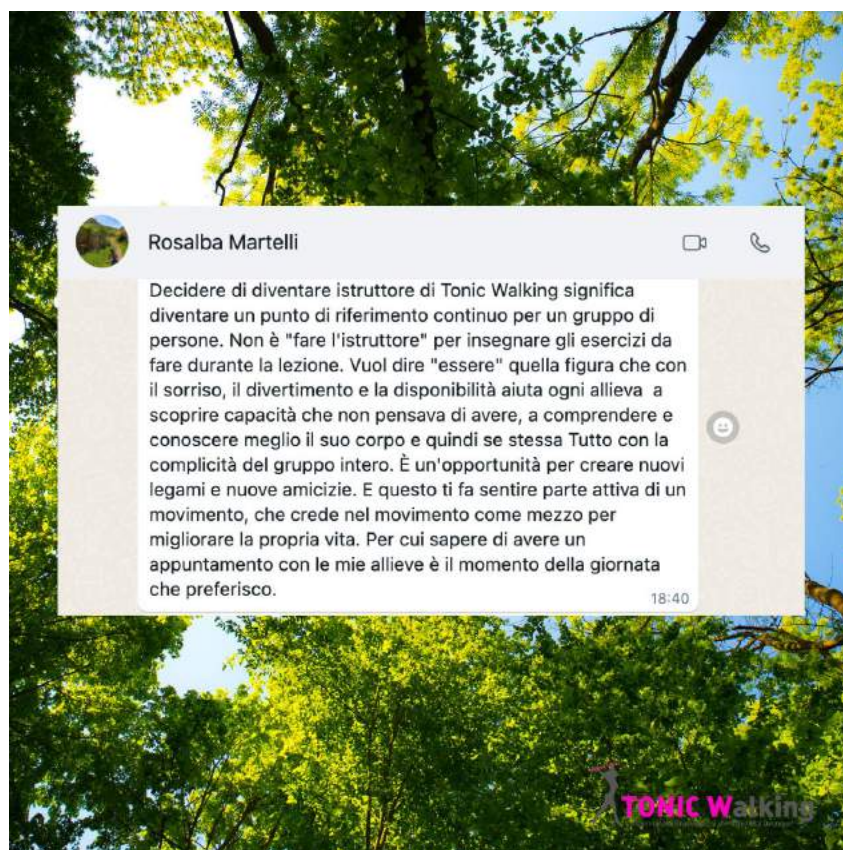 Rosalba Martelli
Decidere di diventare istruttore di Tonic Walking significa
diventare un punto di riferimento continuo per un gruppo di
persone. Non è "fare l'istruttore" per insegnare gli esercizi da
fare durante la lezione. Vuol dire "essere" quella figura che con
il sorriso, il divertimento e la disponibilità aiuta ogni allieva a
scoprire capacità che non pensava di avere, a comprendere e
conoscere meglio il suo corpo e quindi se stessa Tutto con la
complicità del gruppo intero. È un'opportunità per creare nuovi
legami e nuove amicizie. E questo ti fa sentire parte attiva di un
movimento, che crede nel movimento come mezzo per
migliorare la propria vita. Per cui sapere di avere un
appuntamento con le mie allieve è il momento della giornata
che preferisco.
18:40
TONIC Walking